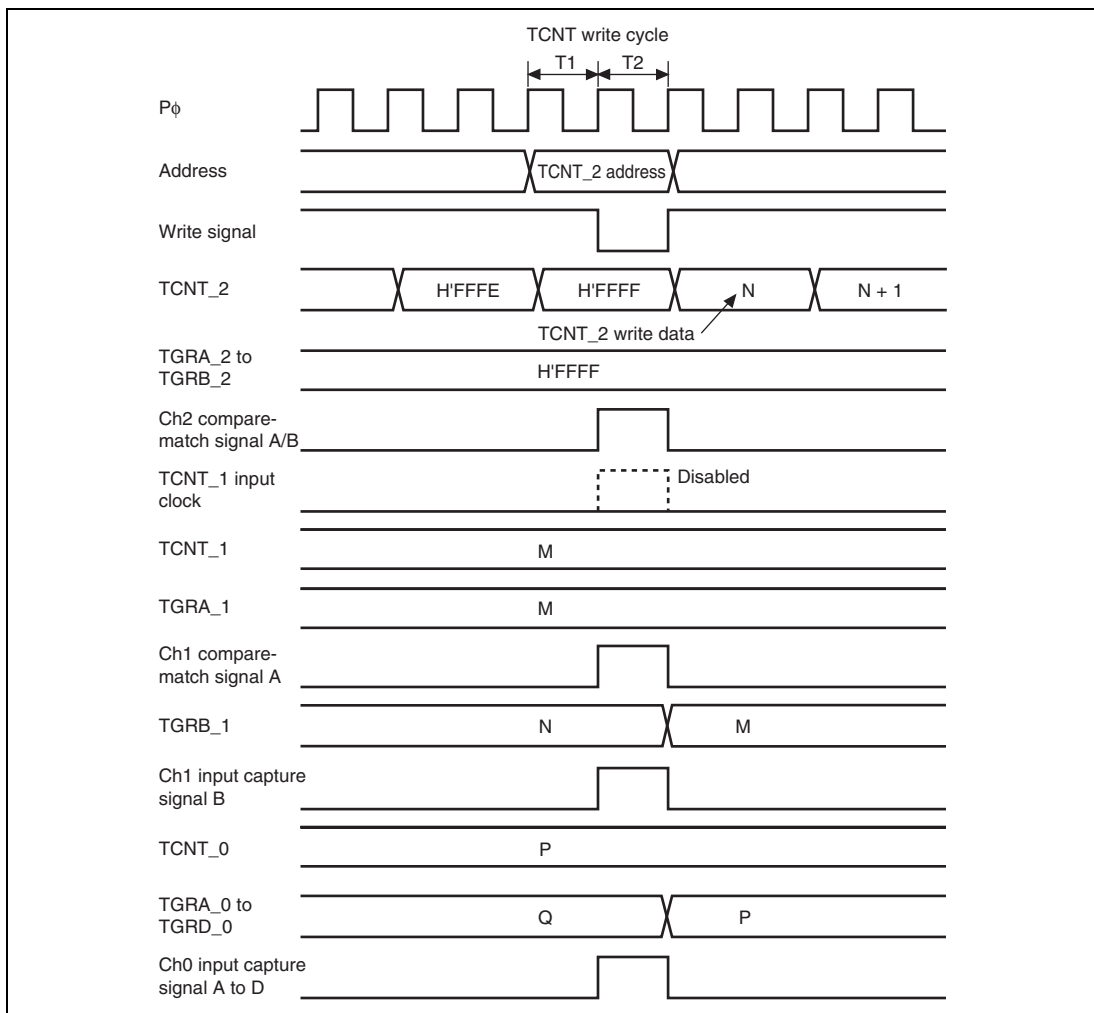 TCNT write cycle
T1 T2
Pϕ
Address
TCNT_2 address
Write signal
TCNT_2
H'FFFE H'FFFF N N + 1
TCNT_2 write data
TGRA_2 to
TGRB_2
H'FFFF
Ch2 compare-
match signal A/B
TCNT_1 input
clock
Disabled
TCNT_1
M
TGRA_1
M
Ch1 compare-
match signal A
TGRB_1
N M
Ch1 input capture
signal B
TCNT_0
P
TGRA_0 to
TGRD_0
Q P
Ch0 input capture
signal A to D